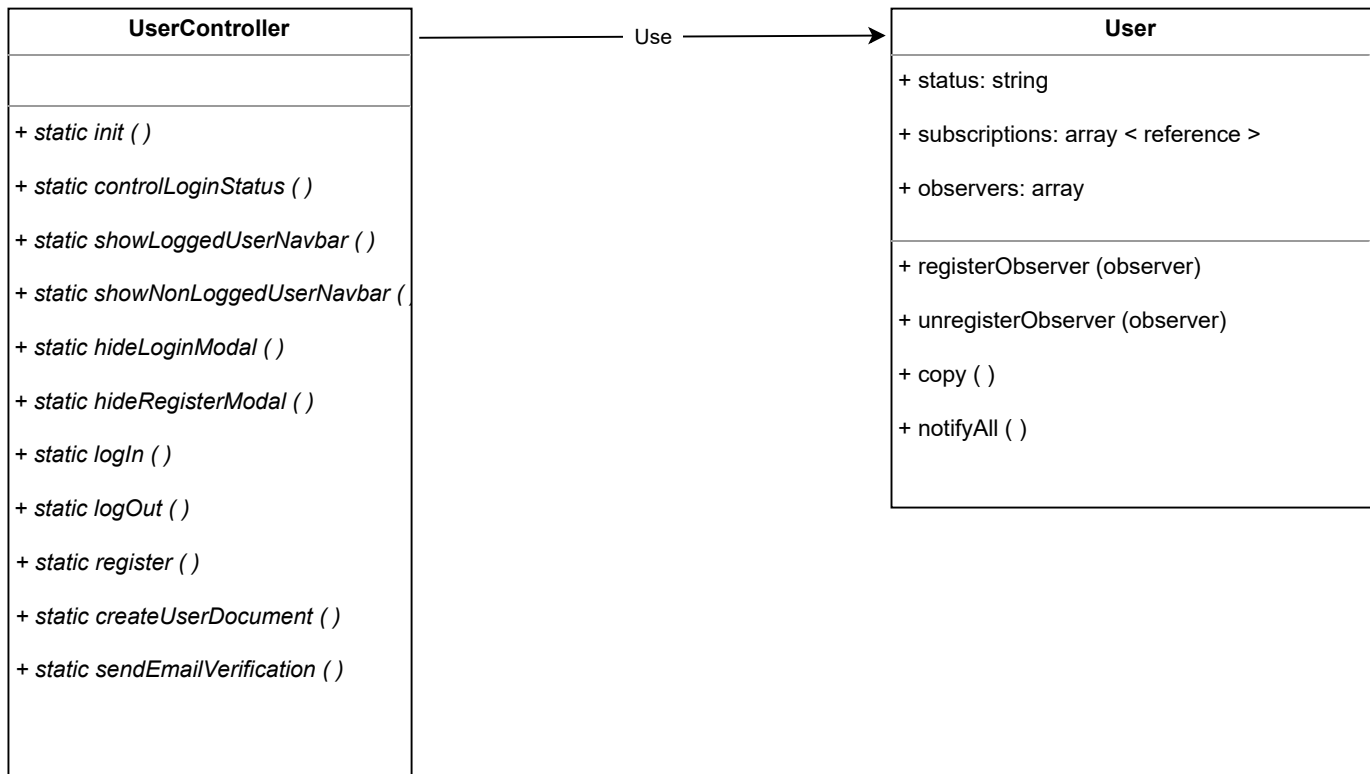 UserController
+ static init ( )
+ static controlLoginStatus ( )
+ static showLoggedUserNavbar ( )
+ static showNonLoggedUserNavbar ( )
+ static hideLoginModal ( )
+ static hideRegisterModal ( )
+ static logIn ( )
+ static logOut ( )
+ static register ( )
+ static createUserDocument ( )
+ static sendEmailVerification ( )
Use
User
+ status: string
+ subscriptions: array < reference >
+ observers: array
+ registerObserver (observer)
+ unregisterObserver (observer)
+ copy ( )
+ notifyAll ( )